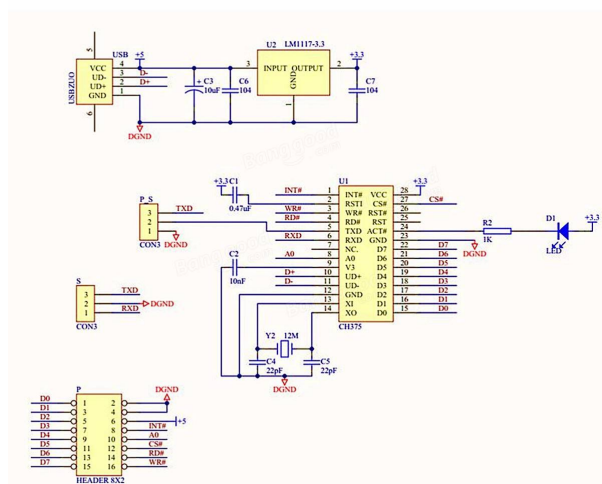 5
USB
+5
U2 LM1117-3.3
+3.3
USBZUO
VCC 4
UD- 3 D-
UD+ 2 D+
GND 1
6
+ C3
10uF
C6
104
3 INPUT OUTPUT 2
GND
1
C7
104
DGND
+3.3 C1
0.47uF
U1
+3.3
P_S
3 TXD
2
1
CON3
DGND
INT# 1 INT# VCC 28
2 RSTI CS# 27 CS#
WR# 3 WR# RST# 26
RD# 4 RD# RST 25
5 TXD ACT# 24
RXD 6 RXD GND 23
7 NC. D7 22 D7
A0 8 A0 D6 21 D6
9 V3 D5 20 D5
D+ 10 UD+ D4 19 D4
D- 11 UD- D3 18 D3
12 GND D2 17 D2
13 XI D1 16 D1
14 XO D0 15 D0
CH375
R2
1K
D1
LED
+3.3
DGND
C2
10nF
S
3 TXD
2 DGND
1 RXD
CON3
Y2 12M
C4
22pF
C5
22pF
DGND
P
DGND
D0 1 2
D1 3 4
D2 5 6 +5
D3 7 8 INT#
D4 9 10 A0
D5 11 12 CS#
D6 13 14 RD#
D7 15 16 WR#
HEADER 8X2